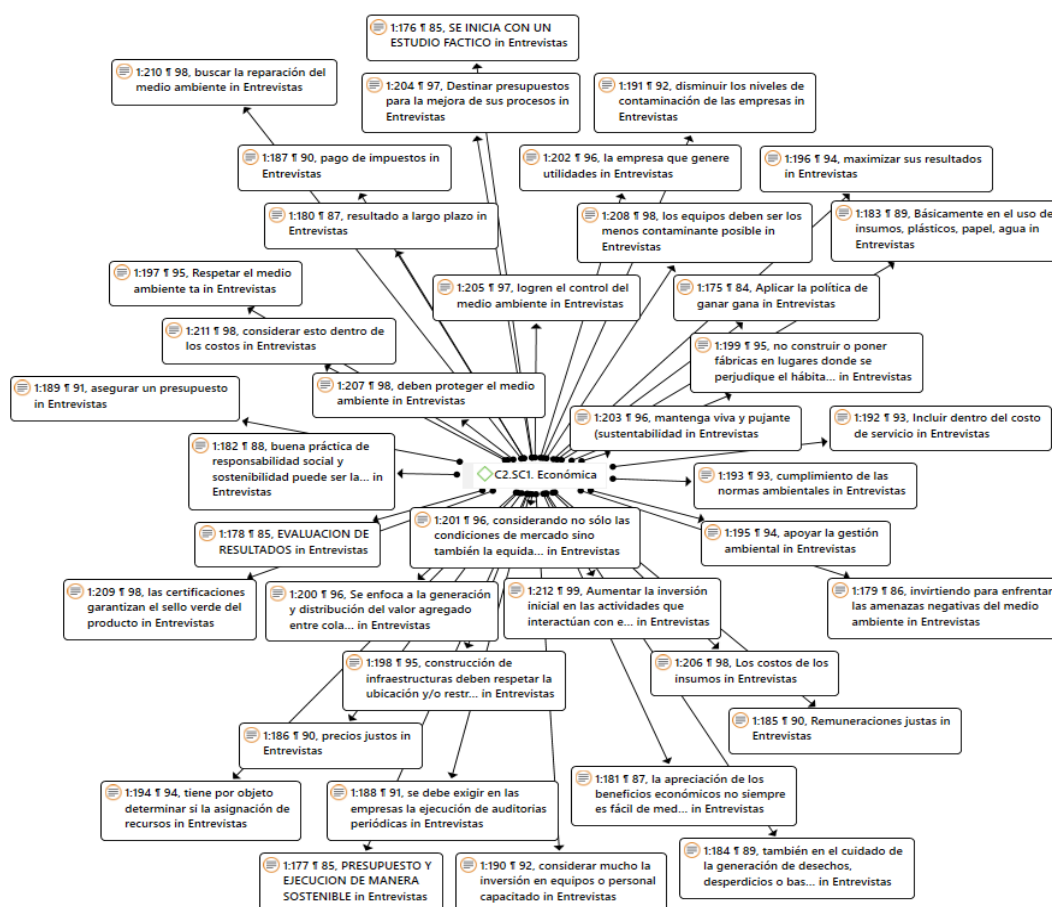 1:176 ¶ 85, SE INICIA CON UN
ESTUDIO FACTICO in Entrevistas
1:210 ¶ 98, buscar la reparación del
medio ambiente in Entrevistas
1:204 ¶ 97, Destinar presupuestos
para la mejora de sus procesos in
Entrevistas
1:191 ¶ 92, disminuir los niveles de
contaminación de las empresas in
Entrevistas
1:187 ¶ 90, pago de impuestos in
Entrevistas
1:202 ¶ 96, la empresa que genere
utilidades in Entrevistas
1:196 ¶ 94, maximizar sus resultados
in Entrevistas
1:180 ¶ 87, resultado a largo plazo in
Entrevistas
1:208 ¶ 98, los equipos deben ser los
menos contaminante posible in
Entrevistas
1:183 ¶ 89, Básicamente en el uso de
insumos, plásticos, papel, agua in
Entrevistas
1:197 ¶ 95, Respetar el medio
ambiente ta in Entrevistas
1:205 ¶ 97, logren el control del
medio ambiente in Entrevistas
1:175 ¶ 84, Aplicar la política de
ganar gana in Entrevistas
1:211 ¶ 98, considerar esto dentro de
los costos in Entrevistas
1:199 ¶ 95, no construir o poner
fábricas en lugares donde se
perjudique el hábita... in Entrevistas
1:189 ¶ 91, asegurar un presupuesto
in Entrevistas
1:207 ¶ 98, deben proteger el medio
ambiente in Entrevistas
1:203 ¶ 96, mantenga viva y pujante
(sustentabilidad in Entrevistas
1:192 ¶ 93, Incluir dentro del costo
de servicio in Entrevistas
1:182 ¶ 88, buena práctica de
responsabilidad social y
sostenibilidad puede ser la... in
Entrevistas
C2.SC1. Económica
1:193 ¶ 93, cumplimiento de las
normas ambientales in Entrevistas
1:178 ¶ 85, EVALUACION DE
RESULTADOS in Entrevistas
1:201 ¶ 96, considerando no sólo las
condiciones de mercado sino
también la equida... in Entrevistas
1:195 ¶ 94, apoyar la gestión
ambiental in Entrevistas
1:209 ¶ 98, las certificaciones
garantizan el sello verde del
producto in Entrevistas
1:200 ¶ 96, Se enfoca a la generación
y distribución del valor agregado
entre cola... in Entrevistas
1:212 ¶ 99, Aumentar la inversión
inicial en las actividades que
interactúan con e... in Entrevistas
1:179 ¶ 86, invirtiendo para enfrentar
las amenazas negativas del medio
ambiente in Entrevistas
1:198 ¶ 95, construcción de
infraestructuras deben respetar la
ubicación y/o restr... in Entrevistas
1:206 ¶ 98, Los costos de los
insumos in Entrevistas
1:186 ¶ 90, precios justos in
Entrevistas
1:185 ¶ 90, Remuneraciones justas in
Entrevistas
1:194 ¶ 94, tiene por objeto
determinar si la asignación de
recursos in Entrevistas
1:188 ¶ 91, se debe exigir en las
empresas la ejecución de auditorias
periódicas in Entrevistas
1:181 ¶ 87, la apreciación de los
beneficios económicos no siempre
es fácil de med... in Entrevistas
1:177 ¶ 85, PRESUPUESTO Y
EJECUCION DE MANERA
SOSTENIBLE in Entrevistas
1:190 ¶ 92, considerar mucho la
inversión en equipos o personal
capacitado in Entrevistas
1:184 ¶ 89, también en el cuidado de
la generación de desechos,
desperdicios o bas... in Entrevistas